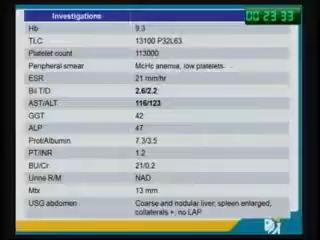 Investigations
00:23:33
Hb 9.3
TLC 13100 P32L63
Platelet count 113000
Peripheral smear McHc anemia, low platelets
ESR 21 mm/hr
Bil T/D 2.6/2.2
AST/ALT 116/123
GGT 42
ALP 47
Prot/Albumin 7.3/3.5
PT/INR 1.2
BU/Cr 21/0.2
Urine R/M NAD
Mtx 13 mm
USG abdomen Coarse and nodular liver, spleen enlarged,
collaterals +, no LAP